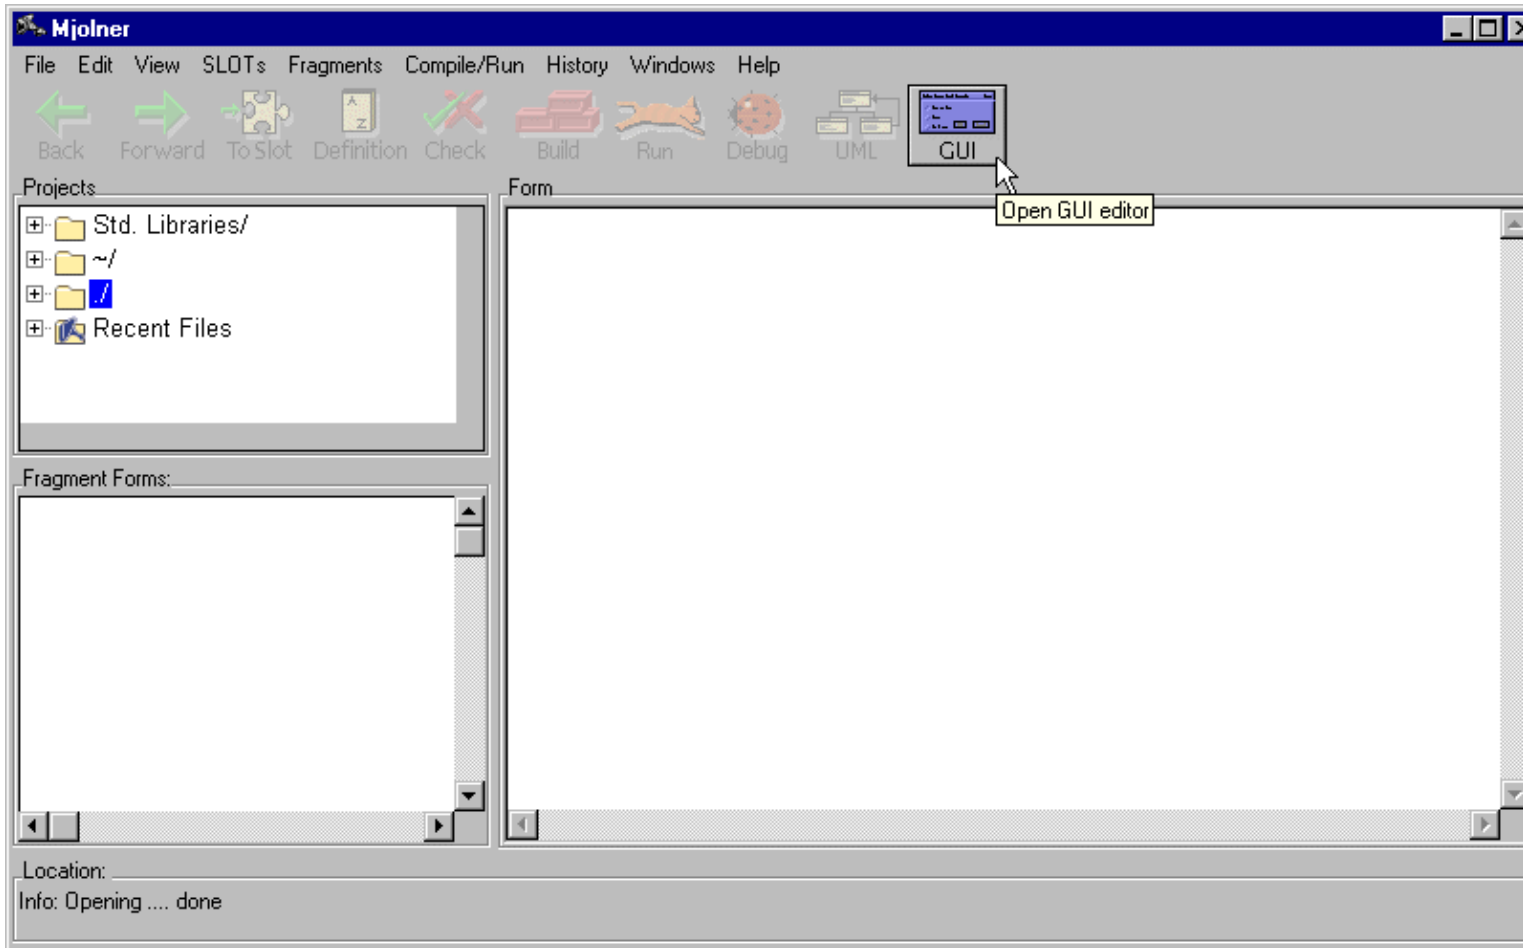 Mjolner
File Edit View SLOTs Fragments Compile/Run History Windows Help
Back Forward To Slot Definition Check Build Run Debug UML GUI
Open GUI editor
Projects
Std. Libraries/
~/
./
Recent Files
Form
Fragment Forms:
Location:
Info: Opening .... done